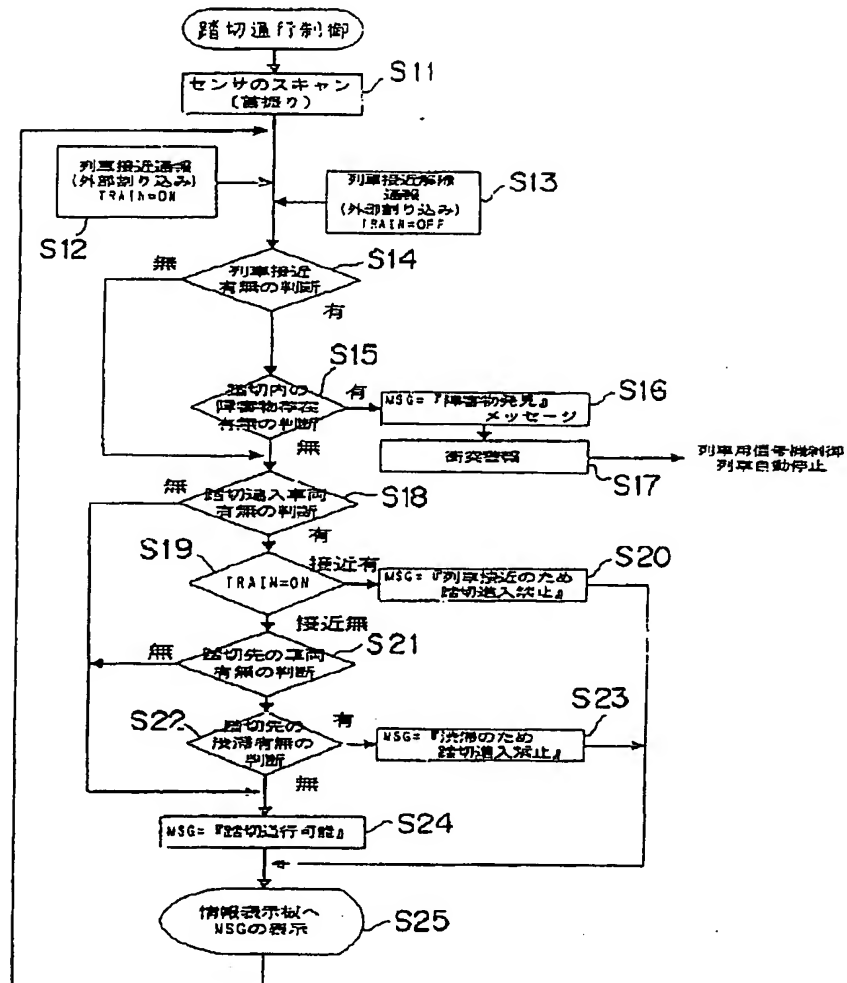 踏切通行制御
センサのスキャン
(首振り)
S11
列車接近通報
(外部割り込み)
TRAIN=ON
S12
列車接近解除
通報
(外部割り込み)
TRAIN=OFF
S13
列車接近
有無の判断
S14
無
有
踏切内の
障害物存在
有無の判断
S15
有
無
MSG=『障害物発見』
メッセージ
S16
衝突警報
S17
列車用信号機制御
列車自動停止
踏切進入車両
有無の判断
S18
無
有
TRAIN=ON
S19
接近有
接近無
MSG=『列車接近のため
踏切進入禁止』
S20
踏切先の車両
有無の判断
S21
無
踏切先の
渋滞有無の
判断
S22
有
無
MSG=『渋滞のため
踏切進入禁止』
S23
MSG=『踏切通行可能』
S24
情報表示板へ
MSGの表示
S25